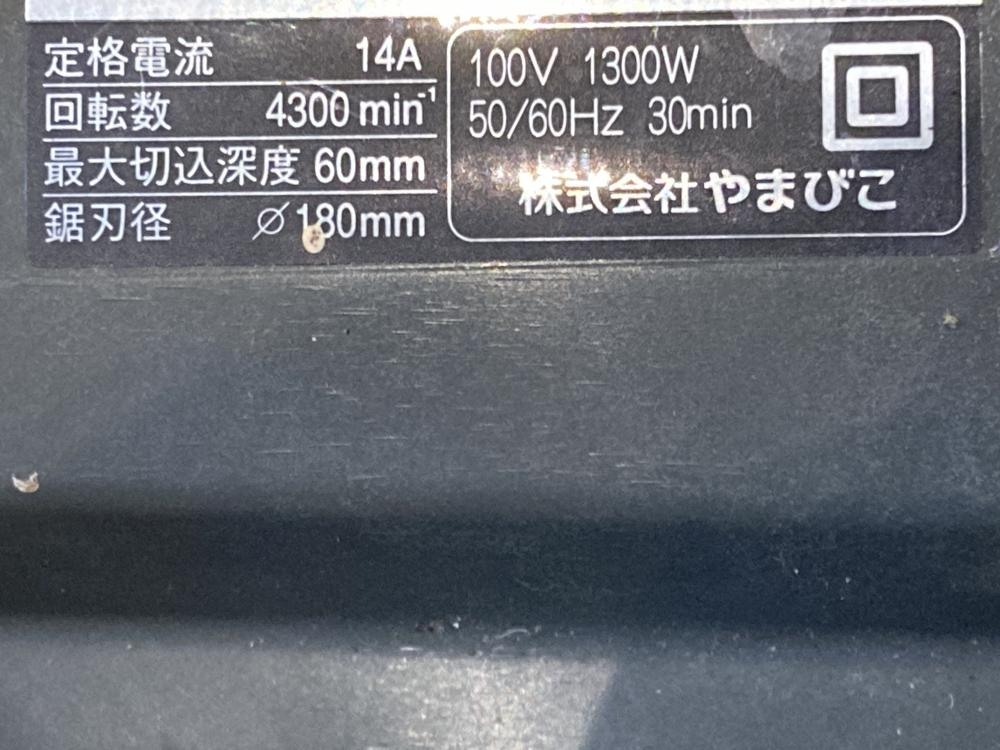 定格電流 14A
回転数 4300 min⁻¹
最大切込深度 60mm
鋸刃径 ∅180mm
100V 1300W
50/60Hz 30min
株式会社やまびこ